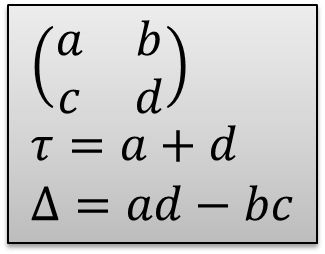 (a b
c d)
τ = a + d
Δ = ad − bc